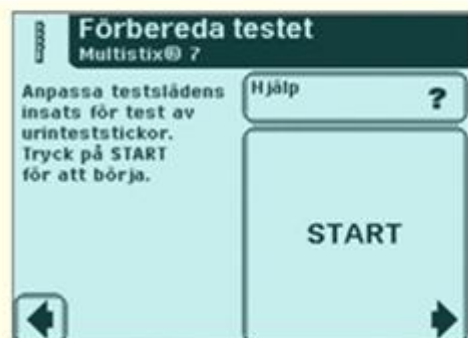 Förbereda testet
Multistix® 7
Anpassa testslädens
insats för test av
urinteststickor.
Tryck på START
för att börja.
Hjälp ?
START